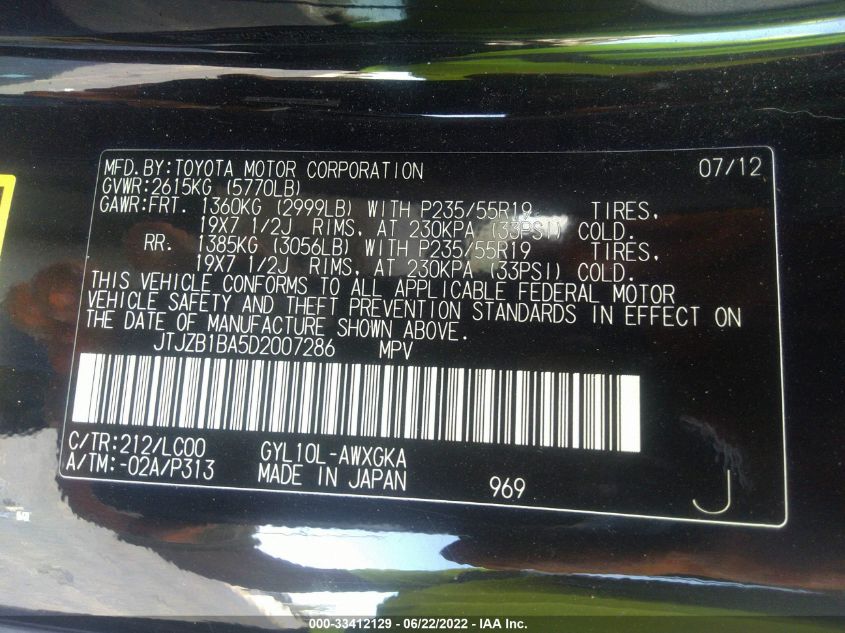 MFD.BY:TOYOTA MOTOR CORPORATION 07/12
GVWR:2615KG (5770LB)
GAWR:FRT. 1360KG (2999LB) WITH P235/55R19 TIRES,
19X7 1/2J RIMS, AT 230KPA (33PSI) COLD.
RR. 1385KG (3056LB) WITH P235/55R19 TIRES,
19X7 1/2J RIMS, AT 230KPA (33PSI) COLD.
THIS VEHICLE CONFORMS TO ALL APPLICABLE FEDERAL MOTOR
VEHICLE SAFETY AND THEFT PREVENTION STANDARDS IN EFFECT ON
THE DATE OF MANUFACTURE SHOWN ABOVE.
JTJZB1BA5D2007286 MPV
C/TR:212/LC00 GYL10L-AWXGKA
A/TM:-02A/P313 MADE IN JAPAN 969 J
000-33412129 - 06/22/2022 - IAA Inc.